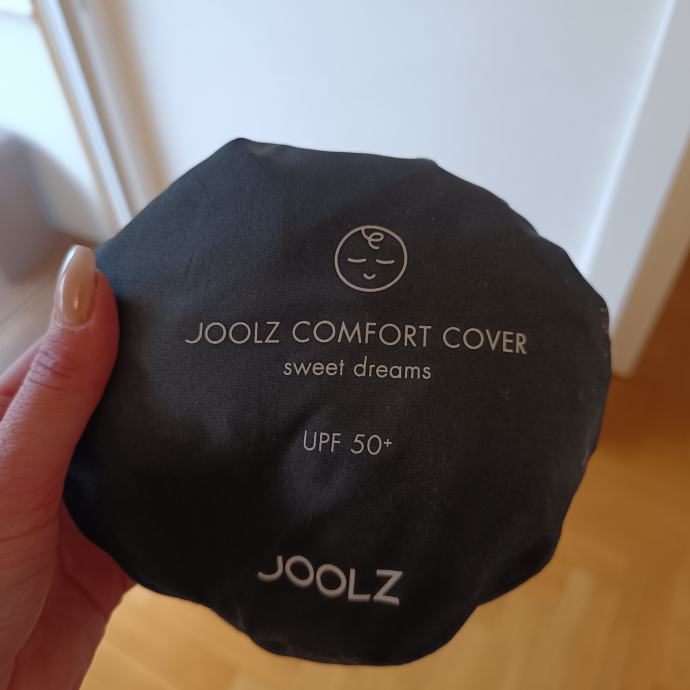 JOOLZ COMFORT COVER
sweet dreams
UPF 50+
JOOLZ